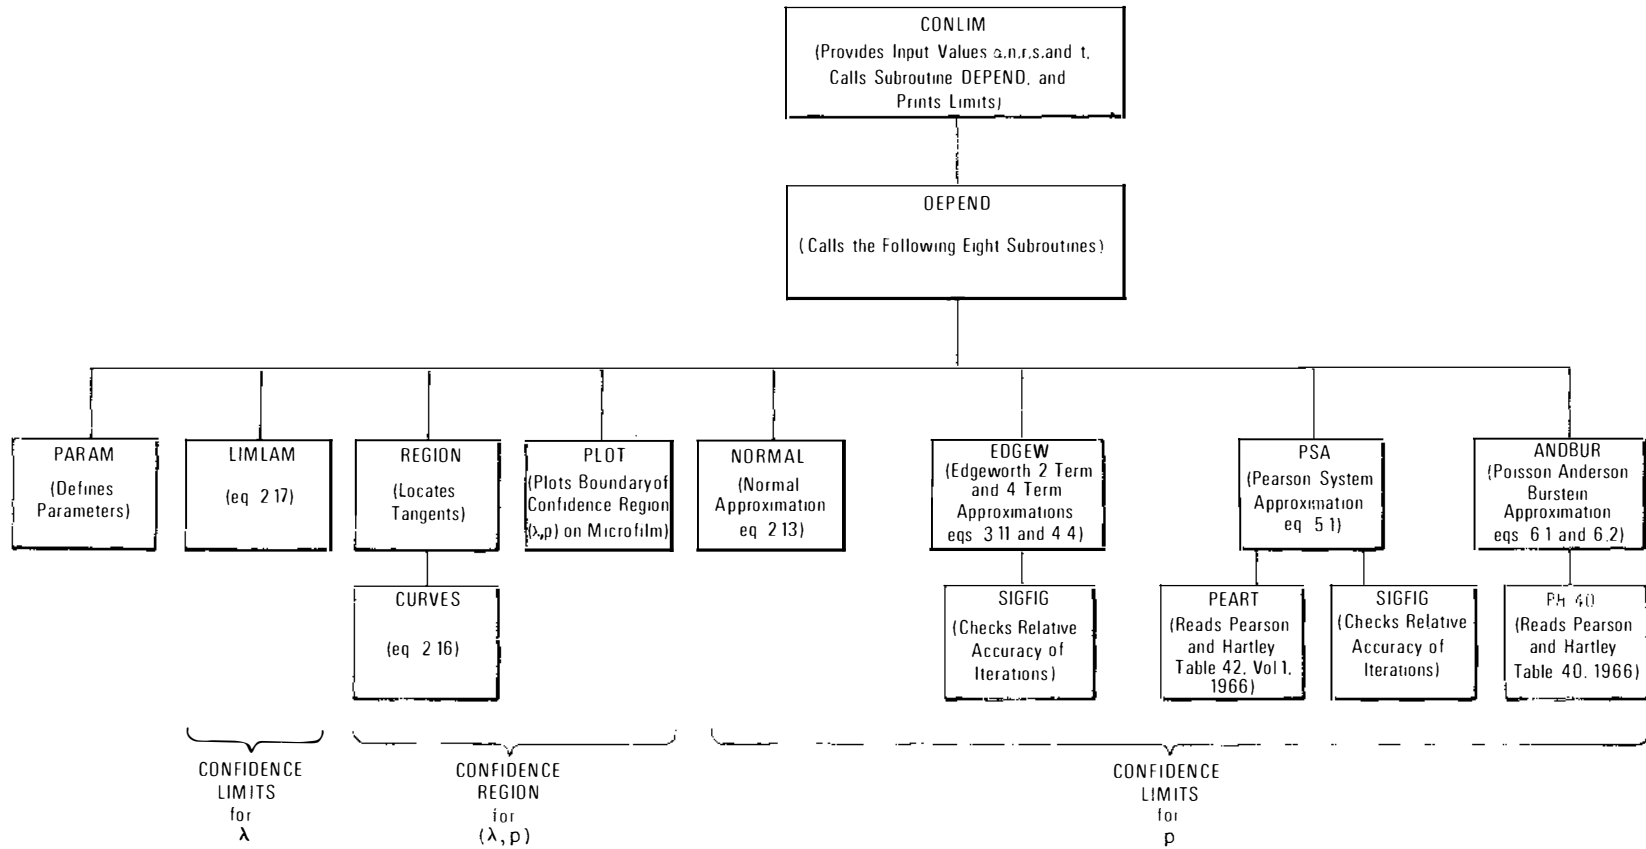 CONLIM
(Provides Input Values α,n,r,s,and t,
Calls Subroutine DEPEND, and
Prints Limits)
DEPEND
(Calls the Following Eight Subroutines)
PARAM
(Defines
Parameters)
LIMLAM
(eq 2 17)
REGION
(Locates
Tangents)
PLOT
(Plots Boundary of
Confidence Region
(λ,p) on Microfilm)
NORMAL
(Normal
Approximation
eq 2 13)
EDGEW
(Edgeworth 2 Term
and 4 Term
Approximations
eqs 3 11 and 4 4)
PSA
(Pearson System
Approximation
eq 5 1)
ANDBUR
(Poisson Anderson
Burstein
Approximation
eqs 6 1 and 6.2)
CURVES
(eq 2 16)
SIGFIG
(Checks Relative
Accuracy of
Iterations)
PEART
(Reads Pearson
and Hartley
Table 42, Vol 1,
1966)
SIGFIG
(Checks Relative
Accuracy of
Iterations)
PH 40
(Reads Pearson
and Hartley
Table 40, 1966)
CONFIDENCE
LIMITS
for
λ
CONFIDENCE
REGION
for
(λ, p)
CONFIDENCE
LIMITS
for
p